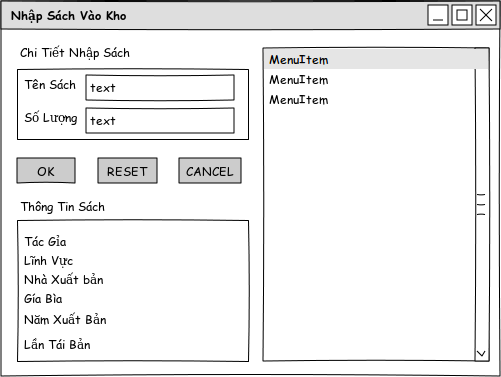 Nhập Sách Vào Kho
Chi Tiết Nhập Sách
Tên Sách text
Số Lượng text
OK RESET CANCEL
Thông Tin Sách
Tác Gỉa
Lĩnh Vực
Nhà Xuất bản
Gía Bìa
Năm Xuất Bản
Lần Tái Bản
MenuItem
MenuItem
MenuItem